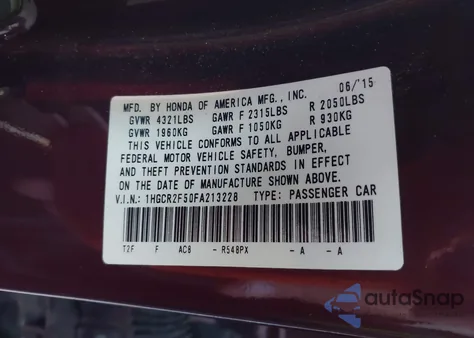 MFD. BY HONDA OF AMERICA MFG., INC. 06/'15
GVWR 4321LBS GAWR F 2315LBS R 2050LBS
GVWR 1960KG GAWR F 1050KG R 930KG
THIS VEHICLE CONFORMS TO ALL APPLICABLE
FEDERAL MOTOR VEHICLE SAFETY, BUMPER,
AND THEFT PREVENTION STANDARDS IN EFFECT
ON THE DATE OF MANUFACTURE SHOWN ABOVE.
V.I.N: 1HGCR2F50FA213228 TYPE: PASSENGER CAR
T2F F AC8 - R548PX - A - A
autaSnap